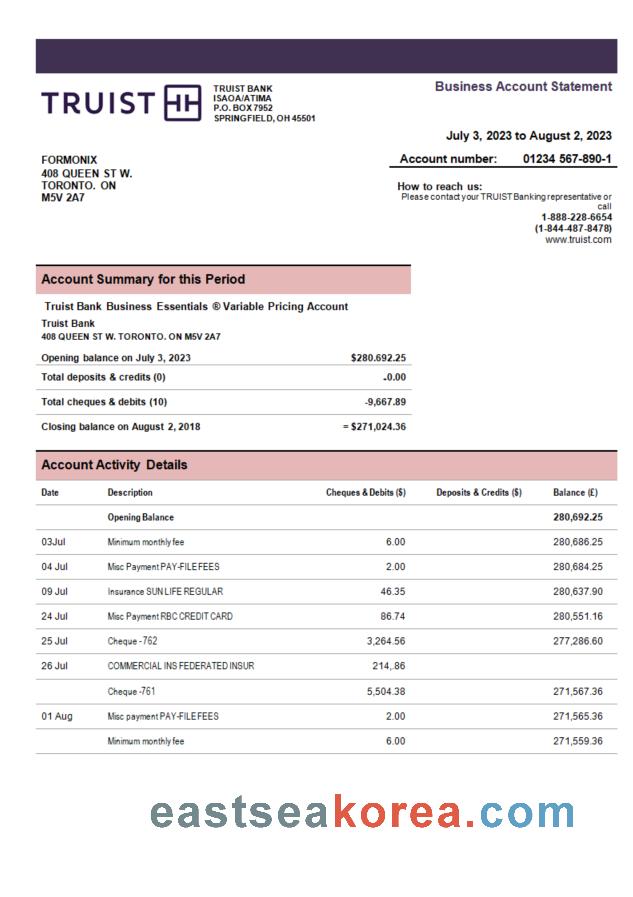 TRUIST
TRUIST BANK
ISAOA/ATIMA
P.O. BOX 7952
SPRINGFIELD, OH 45501
Business Account Statement
July 3, 2023 to August 2, 2023
Account number: 01234 567-890-1
FORMONIX
408 QUEEN ST W.
TORONTO. ON
M5V 2A7
How to reach us:
Please contact your TRUIST Banking representative or
call
1-888-228-6654
(1-844-487-8478)
www.truist.com
Account Summary for this Period
Truist Bank Business Essentials ® Variable Pricing Account
Truist Bank
408 QUEEN ST W. TORONTO. ON M5V 2A7
Opening balance on July 3, 2023 $280.692.25
Total deposits & credits (0) -0.00
Total cheques & debits (10) -9,667.89
Closing balance on August 2, 2018 = $271,024.36
Account Activity Details
Date Description Cheques & Debits ($) Deposits & Credits ($) Balance (£)
Opening Balance 280,692.25
03Jul Minimum monthly fee 6.00 280,686.25
04 Jul Misc Payment PAY-FILE FEES 2.00 280,684.25
09 Jul Insurance SUN LIFE REGULAR 46.35 280,637.90
24 Jul Misc Payment RBC CREDIT CARD 86.74 280,551.16
25 Jul Cheque -762 3,264.56 277,286.60
26 Jul COMMERCIAL INS FEDERATED INSUR 214,.86
Cheque -761 5,504.38 271,567.36
01 Aug Misc payment PAY-FILE FEES 2.00 271,565.36
Minimum monthly fee 6.00 271,559.36
eastseakorea.com